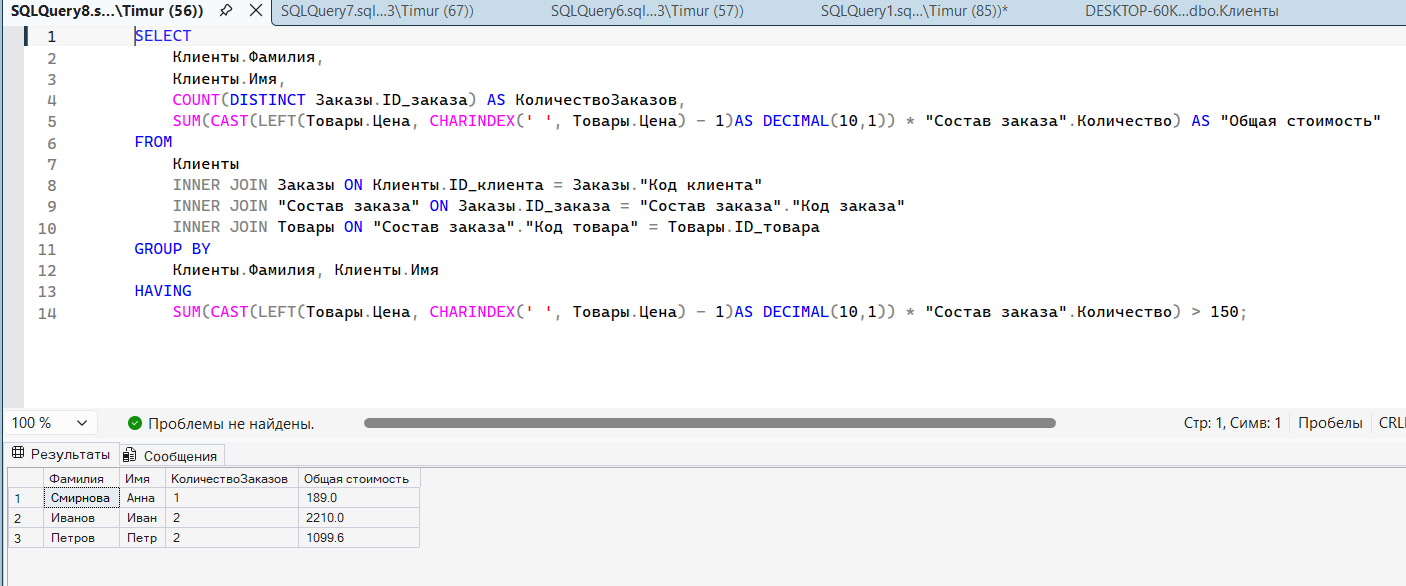 SQLQuery8.s...\Timur (56)) SQLQuery7.sql...3\Timur (67)) SQLQuery6.sql...3\Timur (57)) SQLQuery1.sq...\Timur (85))* DESKTOP-60K...dbo.Клиенты
1 SELECT
2 Клиенты.Фамилия,
3 Клиенты.Имя,
4 COUNT(DISTINCT Заказы.ID_заказа) AS КоличествоЗаказов,
5 SUM(CAST(LEFT(Товары.Цена, CHARINDEX(' ', Товары.Цена) - 1)AS DECIMAL(10,1)) * "Состав заказа".Количество) AS "Общая стоимость"
6 FROM
7 Клиенты
8 INNER JOIN Заказы ON Клиенты.ID_клиента = Заказы."Код клиента"
9 INNER JOIN "Состав заказа" ON Заказы.ID_заказа = "Состав заказа"."Код заказа"
10 INNER JOIN Товары ON "Состав заказа"."Код товара" = Товары.ID_товара
11 GROUP BY
12 Клиенты.Фамилия, Клиенты.Имя
13 HAVING
14 SUM(CAST(LEFT(Товары.Цена, CHARINDEX(' ', Товары.Цена) - 1)AS DECIMAL(10,1)) * "Состав заказа".Количество) > 150;
100 % Проблемы не найдены. Стр: 1, Симв: 1 Пробелы CRL
Результаты Сообщения
Фамилия Имя КоличествоЗаказов Общая стоимость
1 Смирнова Анна 1 189.0
2 Иванов Иван 2 2210.0
3 Петров Петр 2 1099.6